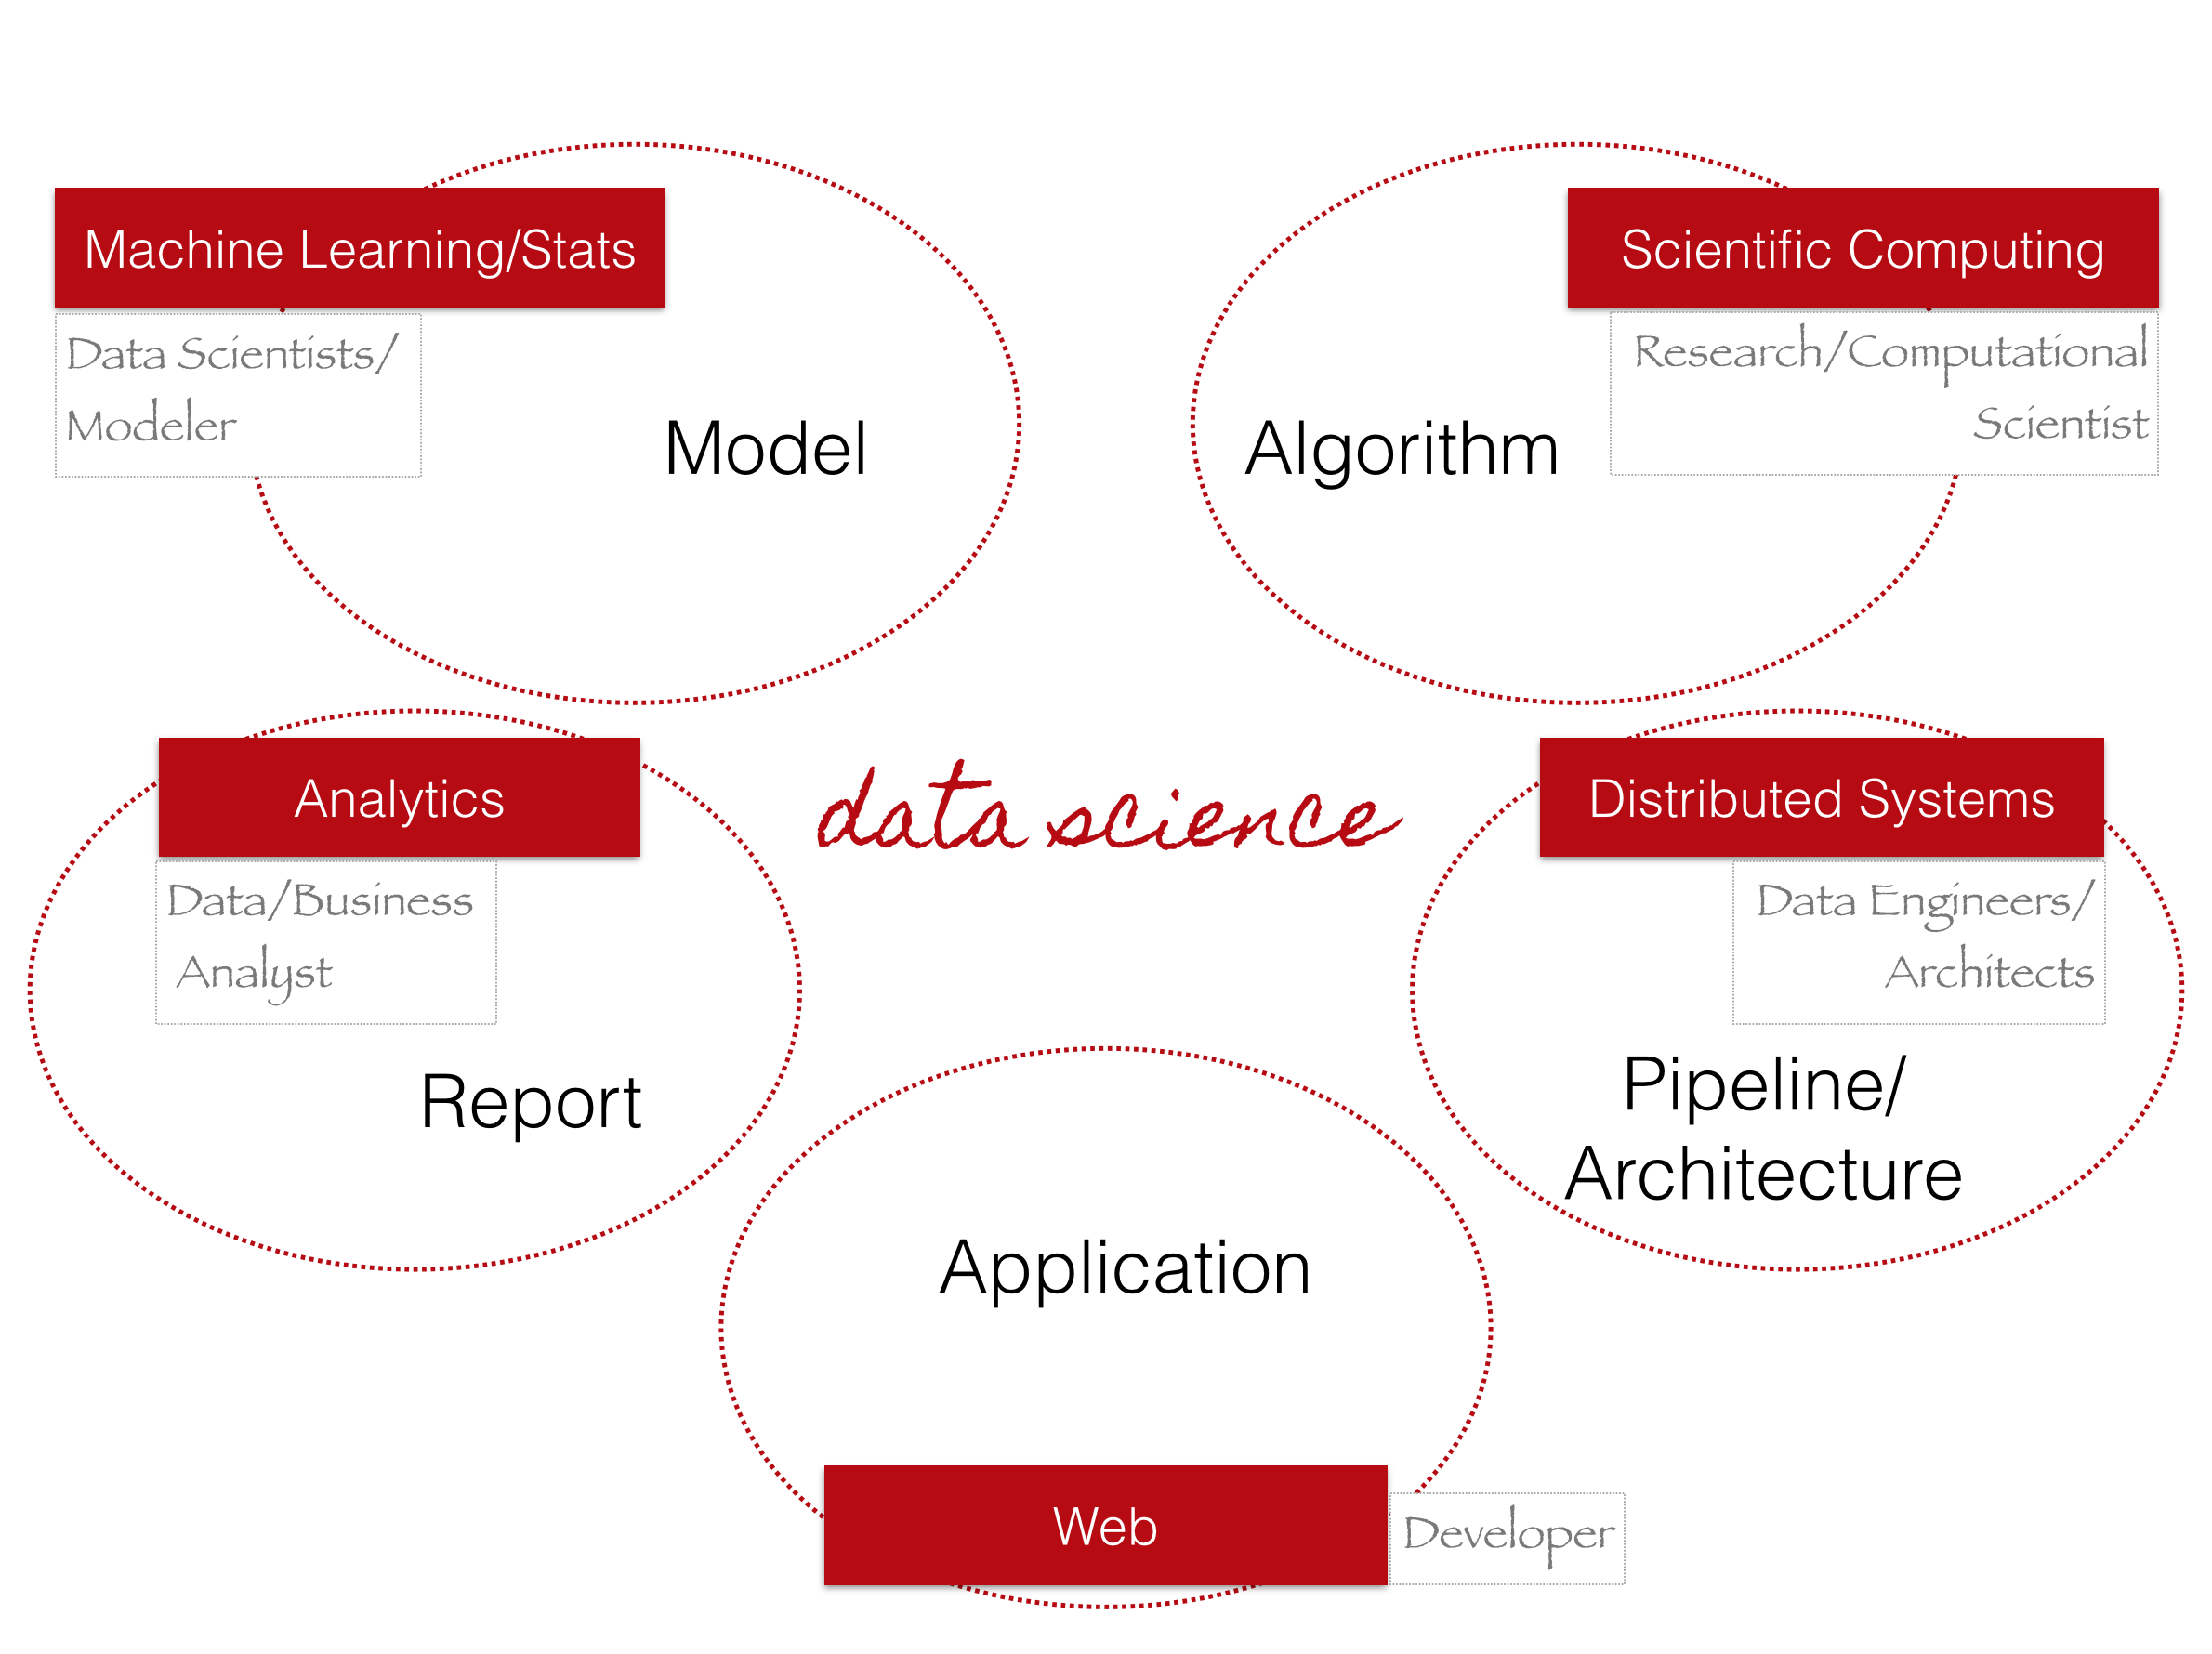 Machine Learning/Stats
Data Scientists/
Modeler
Model
Scientific Computing
Research/Computational
Scientist
Algorithm
data science
Analytics
Data/Business
Analyst
Report
Distributed Systems
Data Engineers/
Architects
Pipeline/
Architecture
Application
Web
Developer